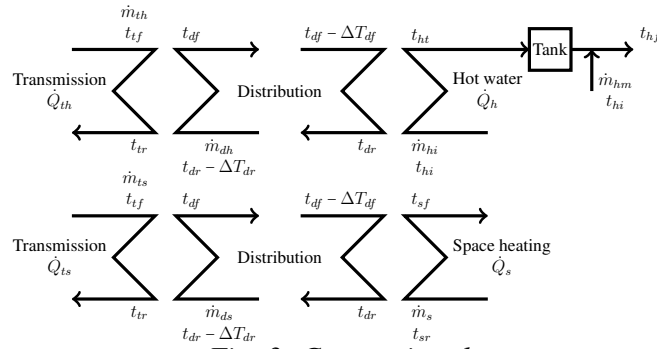 ṁ_th
t_tf t_df t_df − ΔT_df t_ht Tank t_hf
Transmission Distribution Hot water ṁ_hm
Q̇_th Q̇_h t_hi
t_tr ṁ_dh t_dr ṁ_hi
t_dr − ΔT_dr t_hi
ṁ_ts
t_tf t_df t_df − ΔT_df t_sf
Transmission Distribution Space heating
Q̇_ts Q̇_s
t_tr ṁ_ds t_dr ṁ_s
t_dr − ΔT_dr t_sr